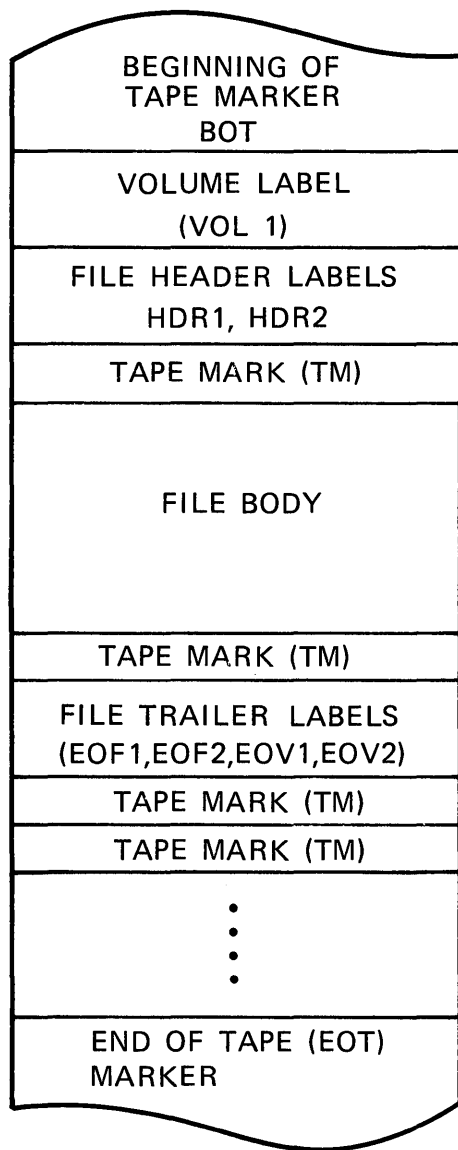 BEGINNING OF
TAPE MARKER
BOT
VOLUME LABEL
(VOL 1)
FILE HEADER LABELS
HDR1, HDR2
TAPE MARK (TM)
FILE BODY
TAPE MARK (TM)
FILE TRAILER LABELS
(EOF1,EOF2,EOV1,EOV2)
TAPE MARK (TM)
TAPE MARK (TM)
END OF TAPE (EOT)
MARKER